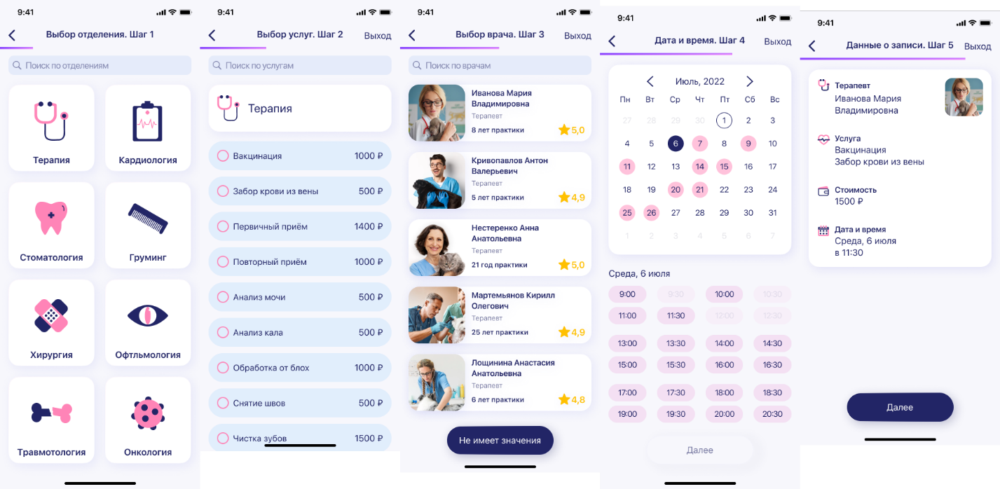 9:41
Выбор отделения. Шаг 1
Поиск по отделениям
Терапия
Кардиология
Стоматология
Груминг
Хирургия
Офтльмология
Травмотология
Онкология
9:41
Выбор услуг. Шаг 2
Выход
Поиск по услугам
Терапия
Вакцинация 1000 ₽
Забор крови из вены 500 ₽
Первичный приём 1400 ₽
Повторный приём 1000 ₽
Анализ мочи 500 ₽
Анализ кала 500 ₽
Обработка от блох 1000 ₽
Снятие швов 500 ₽
Чистка зубов 1500 ₽
9:41
Выбор врача. Шаг 3
Выход
Поиск по врачам
Иванова Мария
Владимировна
Терапевт
8 лет практики 5,0
Кривопавлов Антон
Валерьевич
Терапевт
5 лет практики 4,9
Нестеренко Анна
Анатольевна
Терапевт
21 год практики 5,0
Мартемьянов Кирилл
Олегович
Терапевт
25 лет практики 4,9
Лощинина Анастасия
Анатольевна
Терапевт
6 лет практики 4,8
Не имеет значения
9:41
Дата и время. Шаг 4
Выход
Июль, 2022
Пн Вт Ср Чт Пт Сб Вс
27 28 29 30 1 2 3
4 5 6 7 8 9 10
11 12 13 14 15 16 17
18 19 20 21 22 23 24
25 26 27 28 29 30 31
1 2 3 4 5 6 7
Среда, 6 июля
9:00 9:30 10:00 10:30
11:00 11:30 12:00 12:30
13:00 13:30 14:00 14:30
15:00 15:30 16:00 16:30
17:00 17:30 18:00 18:30
19:00 19:30 20:00 20:30
Далее
9:41
Данные о записи. Шаг 5
Выход
Терапевт
Иванова Мария
Владимировна
Услуга
Вакцинация
Забор крови из вены
Стоимость
1500 ₽
Дата и время
Среда, 6 июля
в 11:30
Далее